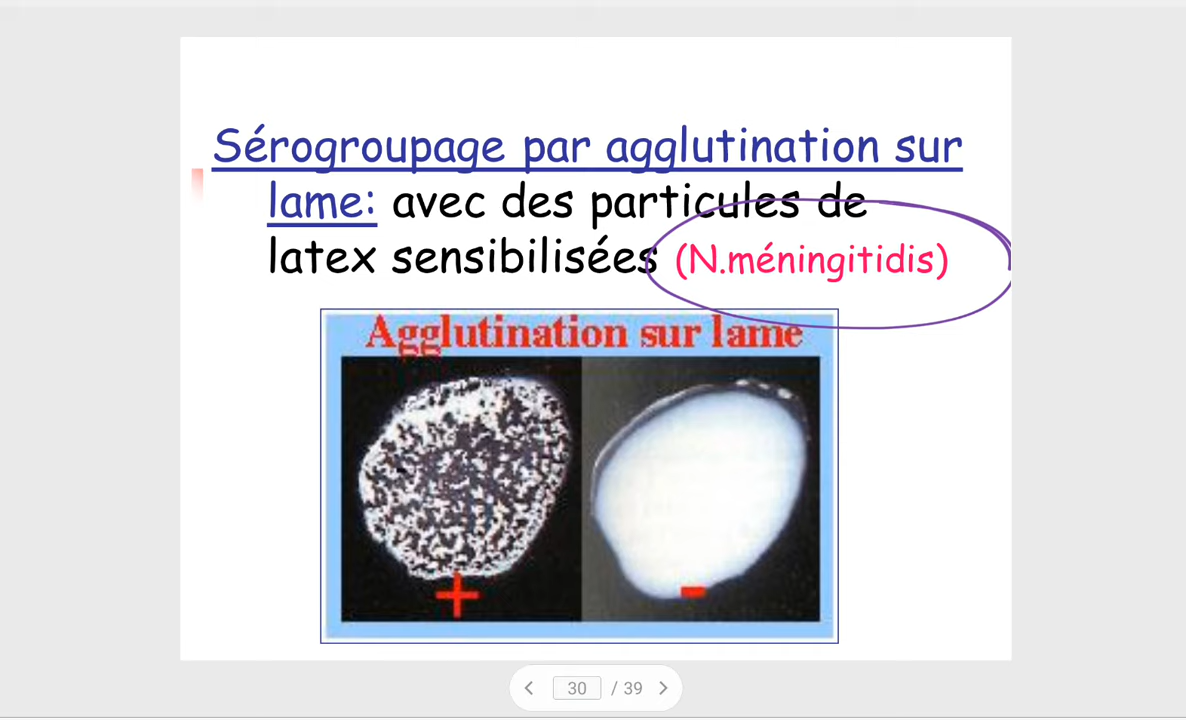 Sérogroupage par agglutination sur
lame: avec des particules de
latex sensibilisées (N.méningitidis)
Agglutination sur lame
+ -
30 / 39